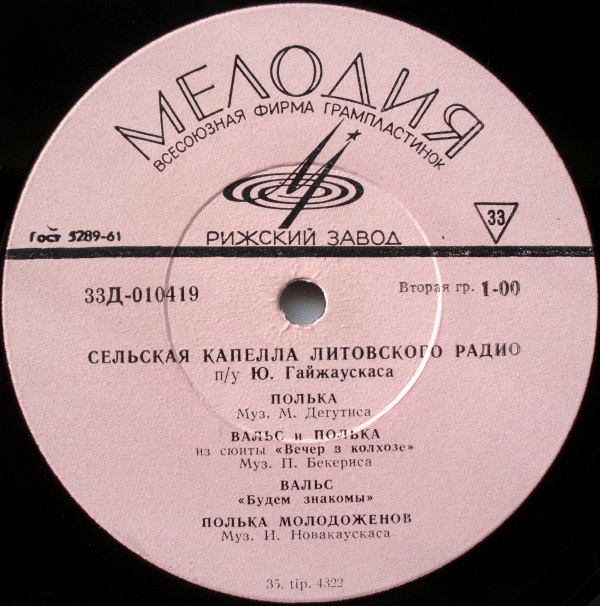 МЕЛОДИЯ
ВСЕСОЮЗНАЯ ФИРМА ГРАМПЛАСТИНОК
33
Гост 5289-61
РИЖСКИЙ ЗАВОД
33Д-010419
Вторая гр. 1-00
СЕЛЬСКАЯ КАПЕЛЛА ЛИТОВСКОГО РАДИО
п/у Ю. Гайжаускаса
ПОЛЬКА
Муз. М. Дегутиса
ВАЛЬС и ПОЛЬКА
из сюиты «Вечер в колхозе»
Муз. П. Бекериса
ВАЛЬС
«Будем знакомы»
ПОЛЬКА МОЛОДОЖЕНОВ
Муз. И. Новакаускаса
35. tip. 4322